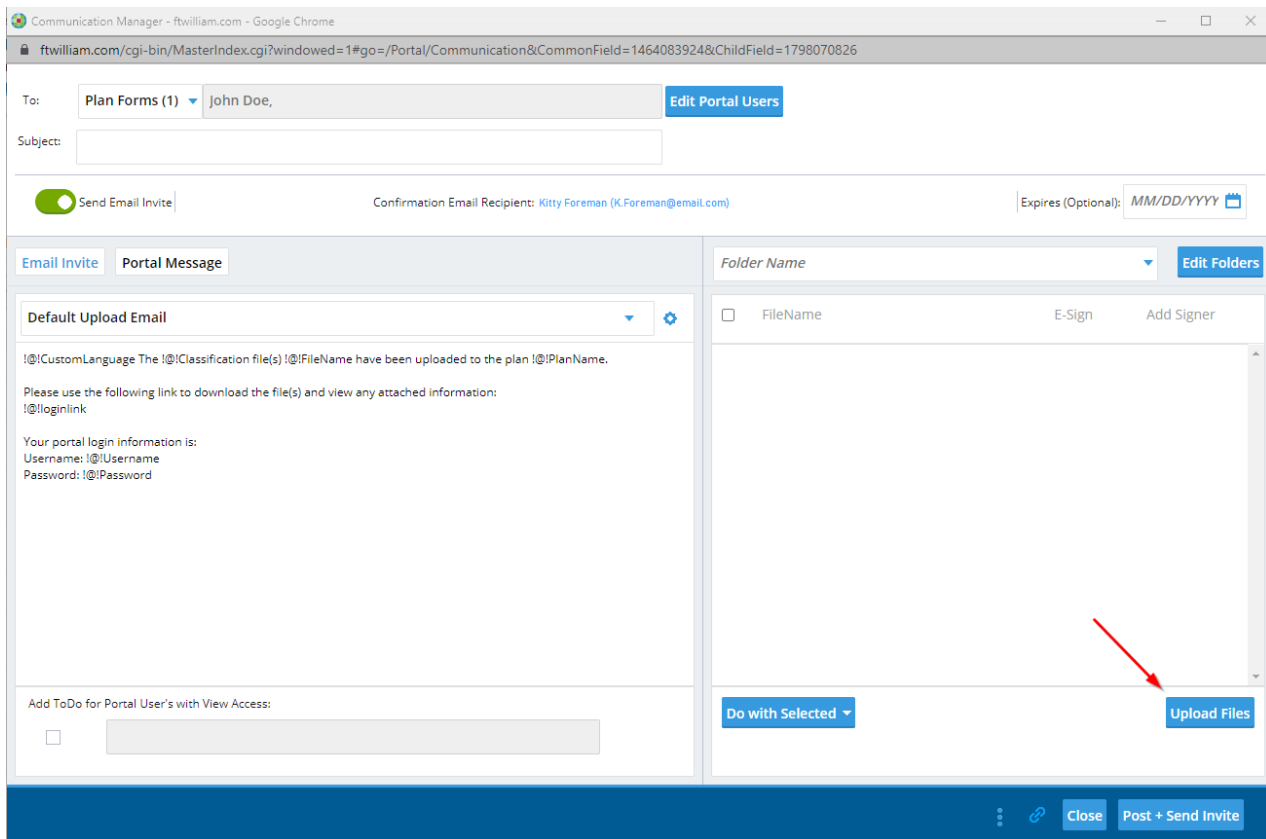 Communication Manager - ftwilliam.com - Google Chrome
ftwilliam.com/cgi-bin/MasterIndex.cgi?windowed=1#go=/Portal/Communication&CommonField=1464083924&ChildField=1798070826
To: Plan Forms (1) John Doe, Edit Portal Users
Subject:
Send Email Invite Confirmation Email Recipient: Kitty Foreman (K.Foreman@email.com) Expires (Optional): MM/DD/YYYY
Email Invite Portal Message Folder Name Edit Folders
Default Upload Email FileName E-Sign Add Signer
!@!CustomLanguage The !@!Classification file(s) !@!FileName have been uploaded to the plan !@!PlanName.
Please use the following link to download the file(s) and view any attached information:
!@!loginlink
Your portal login information is:
Username: !@!Username
Password: !@!Password
Add ToDo for Portal User's with View Access:
Do with Selected Upload Files
Close Post + Send Invite